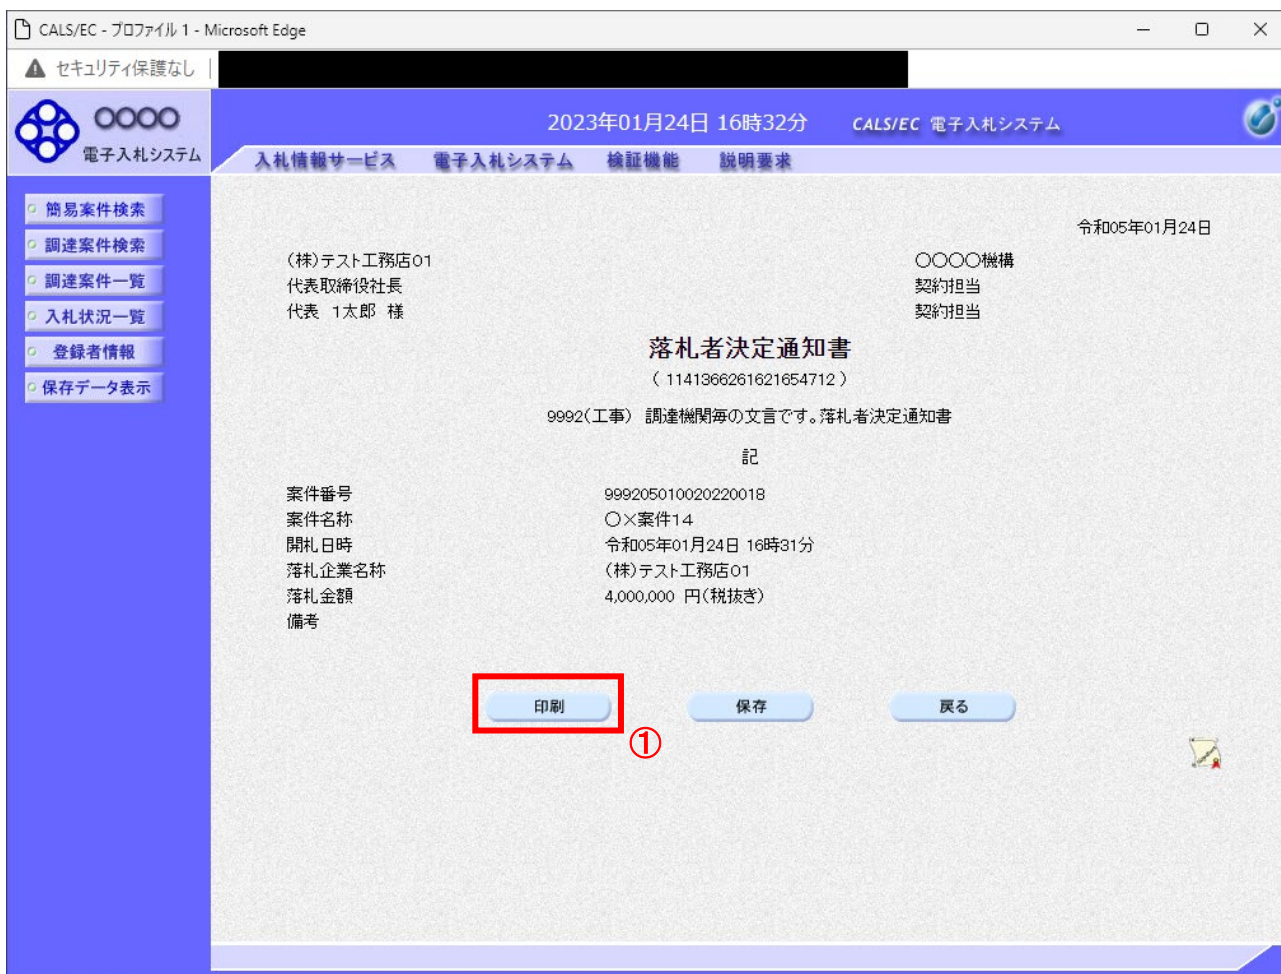 CALS/EC - プロファイル 1 - Microsoft Edge
セキュリティ保護なし
〇〇〇〇
電子入札システム
2023年01月24日 16時32分
CALS/EC 電子入札システム
入札情報サービス 電子入札システム 検証機能 説明要求
簡易案件検索
調達案件検索
調達案件一覧
入札状況一覧
登録者情報
保存データ表示
令和05年01月24日
(株)テスト工務店01
代表取締役社長
代表 1太郎 様
〇〇〇〇機構
契約担当
契約担当
落札者決定通知書
( 1141366261621654712 )
9992(工事) 調達機関毎の文言です。落札者決定通知書
記
案件番号 999205010020220018
案件名称 〇×案件14
開札日時 令和05年01月24日 16時31分
落札企業名称 (株)テスト工務店01
落札金額 4,000,000 円(税抜き)
備考
印刷 保存 戻る
①